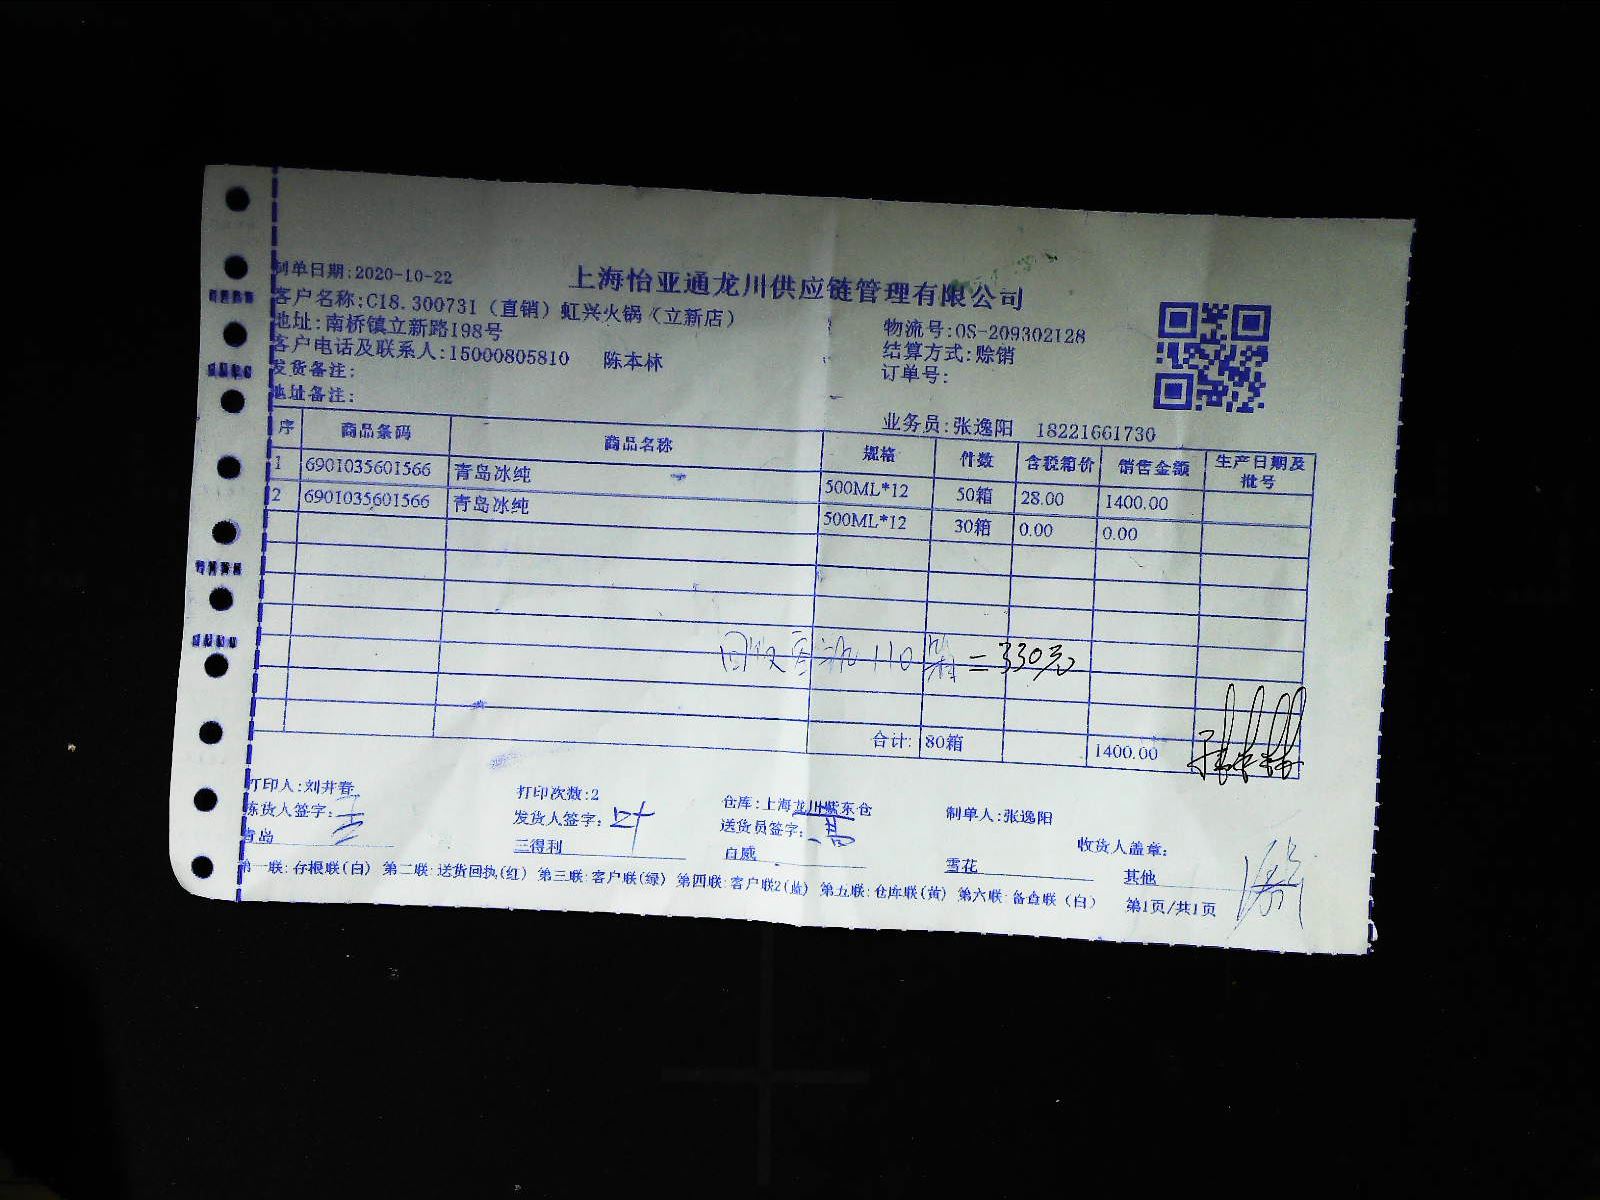 上海怡亚通龙川供应链管理有限公司
制单日期:2020-10-22
客户名称:C18.300731（直销）虹兴火锅（立新店）
物流号:OS-209302128
地址:南桥镇立新路198号
结算方式:赊销
客户电话及联系人:15000805810 陈本林
订单号:
发货备注:
地址备注:
业务员:张逸阳 18221661730
序 商品条码 商品名称 规格 件数 含税箱价 销售金额 生产日期及批号
1 6901035601566 青岛冰纯 500ML*12 50箱 28.00 1400.00
2 6901035601566 青岛冰纯 500ML*12 30箱 0.00 0.00
回收空瓶110箱=330元
合计: 80箱 1400.00
打印人:刘井春 打印次数:2 仓库:上海龙川紫东仓 制单人:张逸阳
拣货人签字: 发货人签字:叶 送货员签字: 收货人盖章:
青岛 三得利 百威 雪花 其他
第一联:存根联(白) 第二联:送货回执(红) 第三联:客户联(绿) 第四联:客户联2(蓝) 第五联:仓库联(黄) 第六联:备查联（白） 第1页/共1页